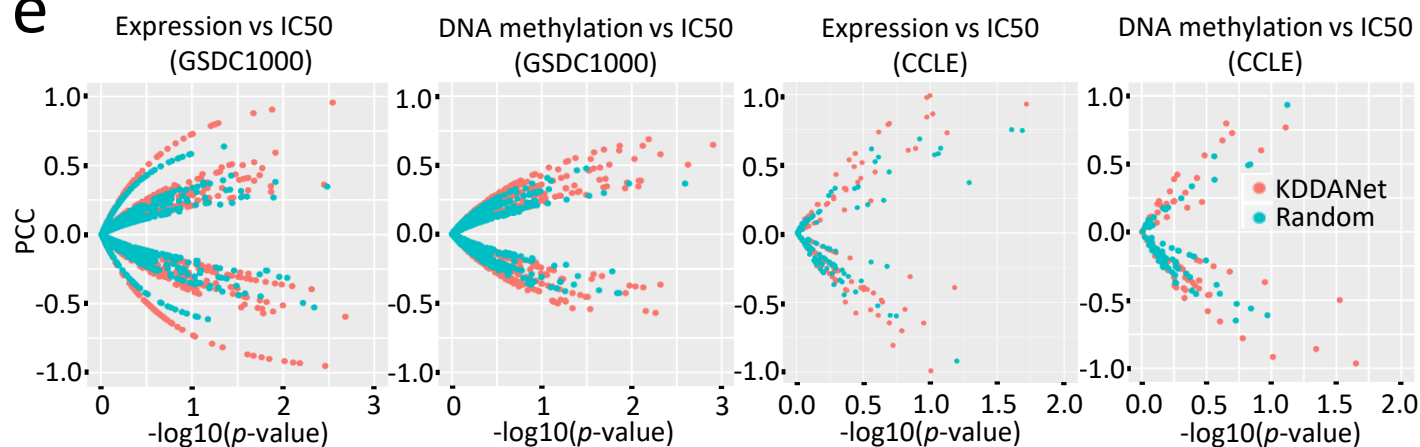 e
Expression vs IC50
(GSDC1000)
DNA methylation vs IC50
(GSDC1000)
Expression vs IC50
(CCLE)
DNA methylation vs IC50
(CCLE)
PCC
1.0
0.5
0.0
-0.5
-1.0
1.0
0.5
0.0
-0.5
-1.0
1.0
0.5
0.0
-0.5
-1.0
1.0
0.5
0.0
-0.5
-1.0
KDDANet
Random
0 1 2 3
0 1 2 3
0.0 0.5 1.0 1.5 2.0
0.0 0.5 1.0 1.5 2.0
-log10(p-value)
-log10(p-value)
-log10(p-value)
-log10(p-value)